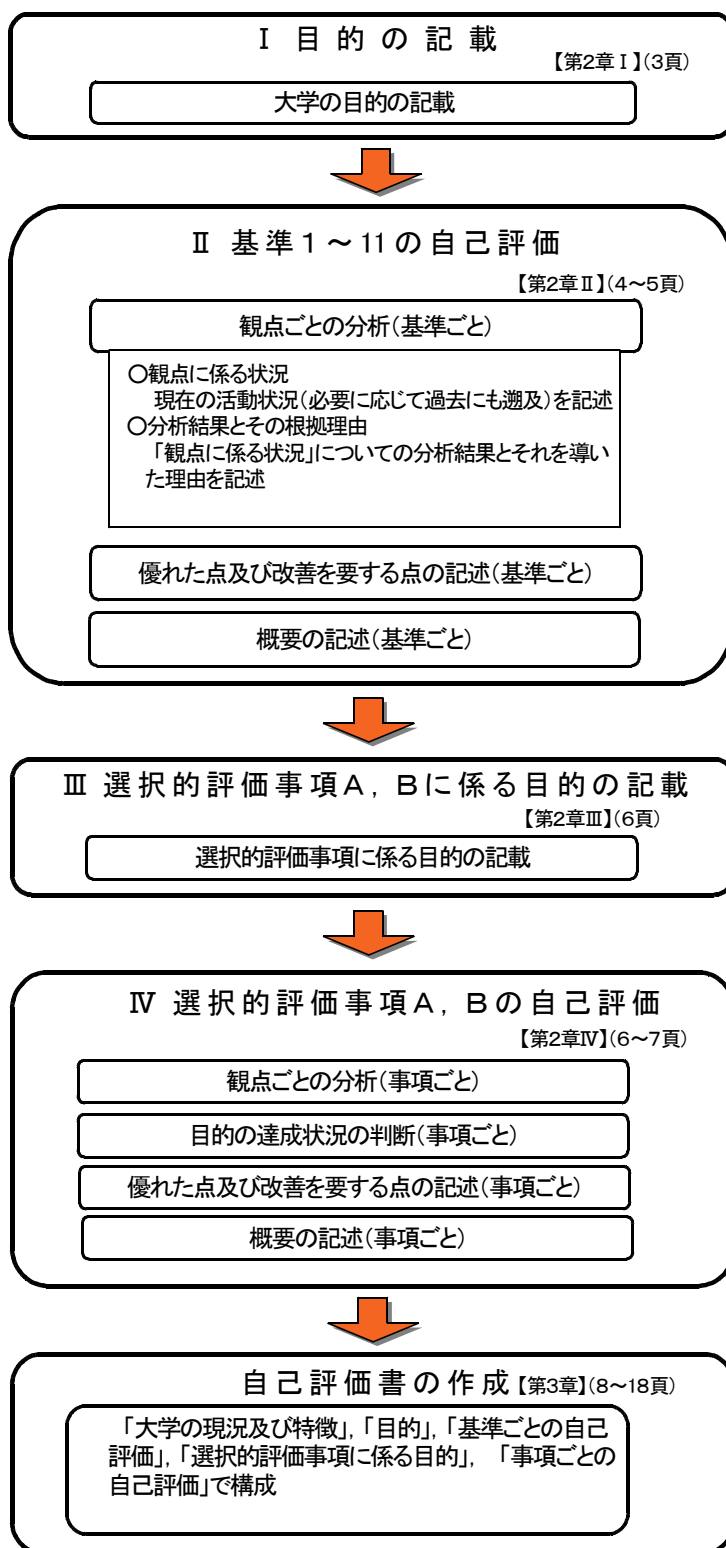 Ⅰ 目的の記載
【第2章Ⅰ】(3頁)
大学の目的の記載
Ⅱ 基準1～11の自己評価
【第2章Ⅱ】(4～5頁)
観点ごとの分析(基準ごと)
○観点に係る状況
現在の活動状況(必要に応じて過去にも遡及)を記述
○分析結果とその根拠理由
「観点に係る状況」についての分析結果とそれを導い
た理由を記述
優れた点及び改善を要する点の記述(基準ごと)
概要の記述(基準ごと)
Ⅲ 選択的評価事項A，Bに係る目的の記載
【第2章Ⅲ】(6頁)
選択的評価事項に係る目的の記載
Ⅳ 選択的評価事項A，Bの自己評価
【第2章Ⅳ】(6～7頁)
観点ごとの分析(事項ごと)
目的の達成状況の判断(事項ごと)
優れた点及び改善を要する点の記述(事項ごと)
概要の記述(事項ごと)
自己評価書の作成【第3章】(8～18頁)
「大学の現況及び特徴」，「目的」，「基準ごとの自己
評価」，「選択的評価事項に係る目的」， 「事項ごとの
自己評価」で構成